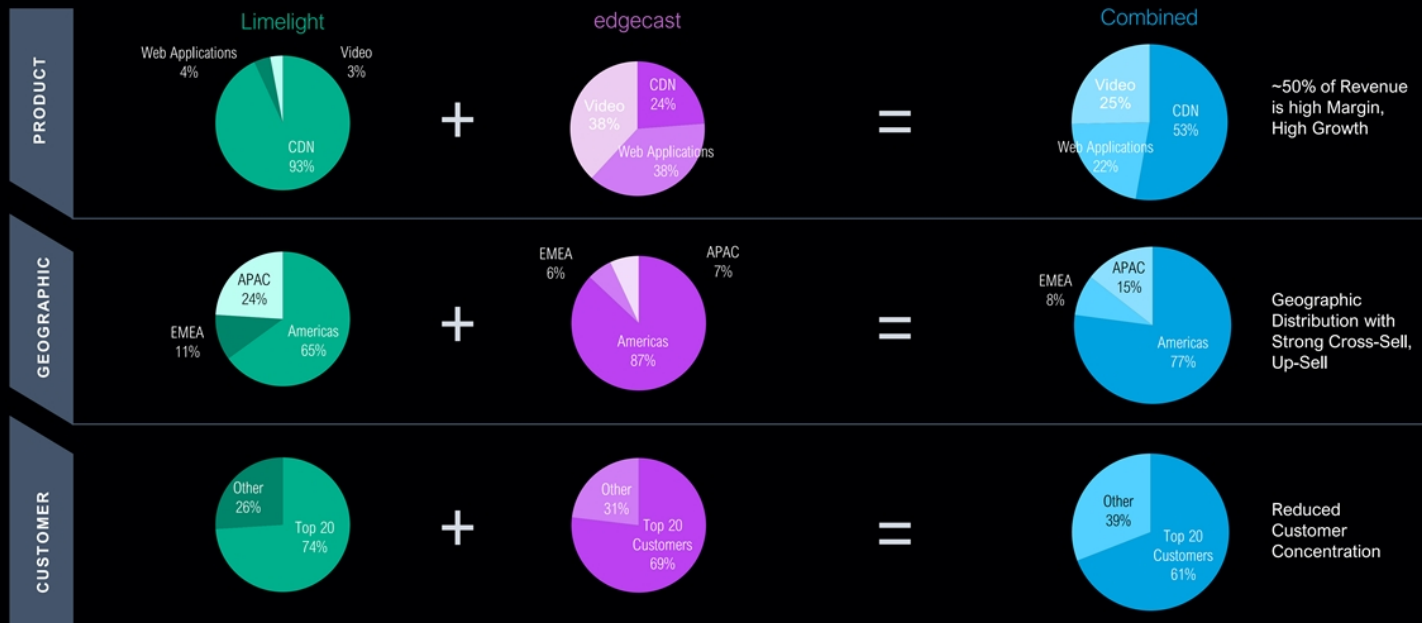 Limelight
edgecast
Combined
PRODUCT
Web Applications
4%
Video
3%
CDN
93%
+
Video
38%
CDN
24%
Web Applications
38%
=
Video
25%
CDN
53%
Web Applications
22%
~50% of Revenue
is high Margin,
High Growth
GEOGRAPHIC
APAC
24%
EMEA
11%
Americas
65%
+
EMEA
6%
APAC
7%
Americas
87%
=
EMEA
8%
APAC
15%
Americas
77%
Geographic
Distribution with
Strong Cross-Sell,
Up-Sell
CUSTOMER
Other
26%
Top 20
74%
+
Other
31%
Top 20
Customers
69%
=
Other
39%
Top 20
Customers
61%
Reduced
Customer
Concentration